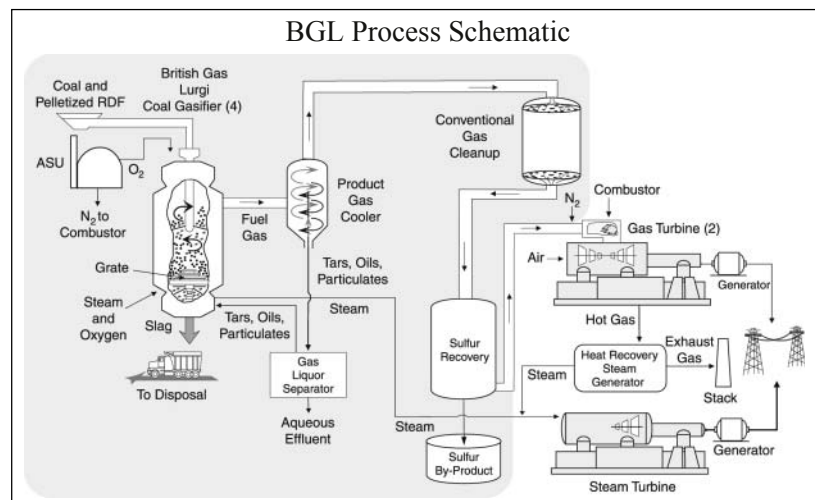 BGL Process Schematic
Coal and
Pelletized RDF
British Gas
Lurgi
Coal Gasifier (4)
ASU
O2
N2 to
Combustor
Grate
Steam
and
Oxygen
Slag
To Disposal
Fuel
Gas
Product
Gas
Cooler
Tars, Oils,
Particulates
Steam
Tars, Oils,
Particulates
Gas
Liquor
Separator
Aqueous
Effluent
Conventional
Gas
Cleanup
Sulfur
Recovery
Steam
Sulfur
By-Product
N2
Combustor
Gas Turbine (2)
Air
Generator
Hot Gas
Heat Recovery
Steam
Generator
Exhaust
Gas
Stack
Steam
Generator
Steam Turbine